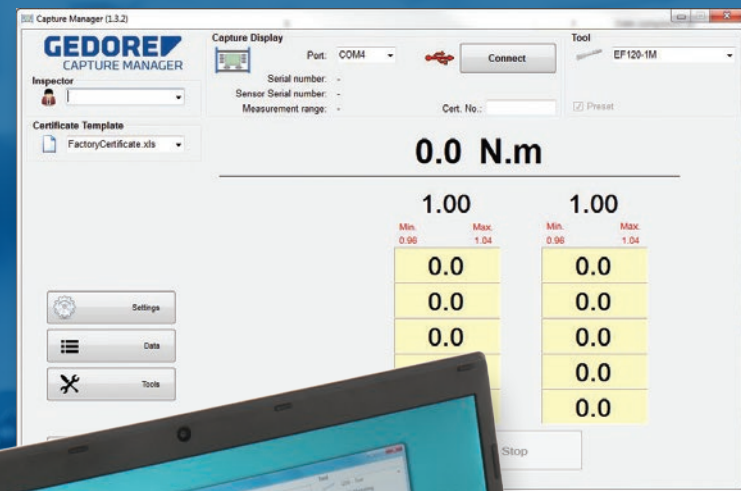 Capture Manager (1.3.2)
GEDORE
CAPTURE MANAGER
Inspector
Certificate Template
FactoryCertificate.xls
Capture Display
Port: COM4
Connect
Serial number: -
Sensor Serial number: -
Measurement range: -
Cert. No.:
Tool
EF120-1M
Preset
0.0 N.m
1.00 1.00
Min. Max. Min. Max.
0.96 1.04 0.96 1.04
0.0 0.0
0.0 0.0
0.0 0.0
0.0
0.0
Settings
Data
Tools
Stop